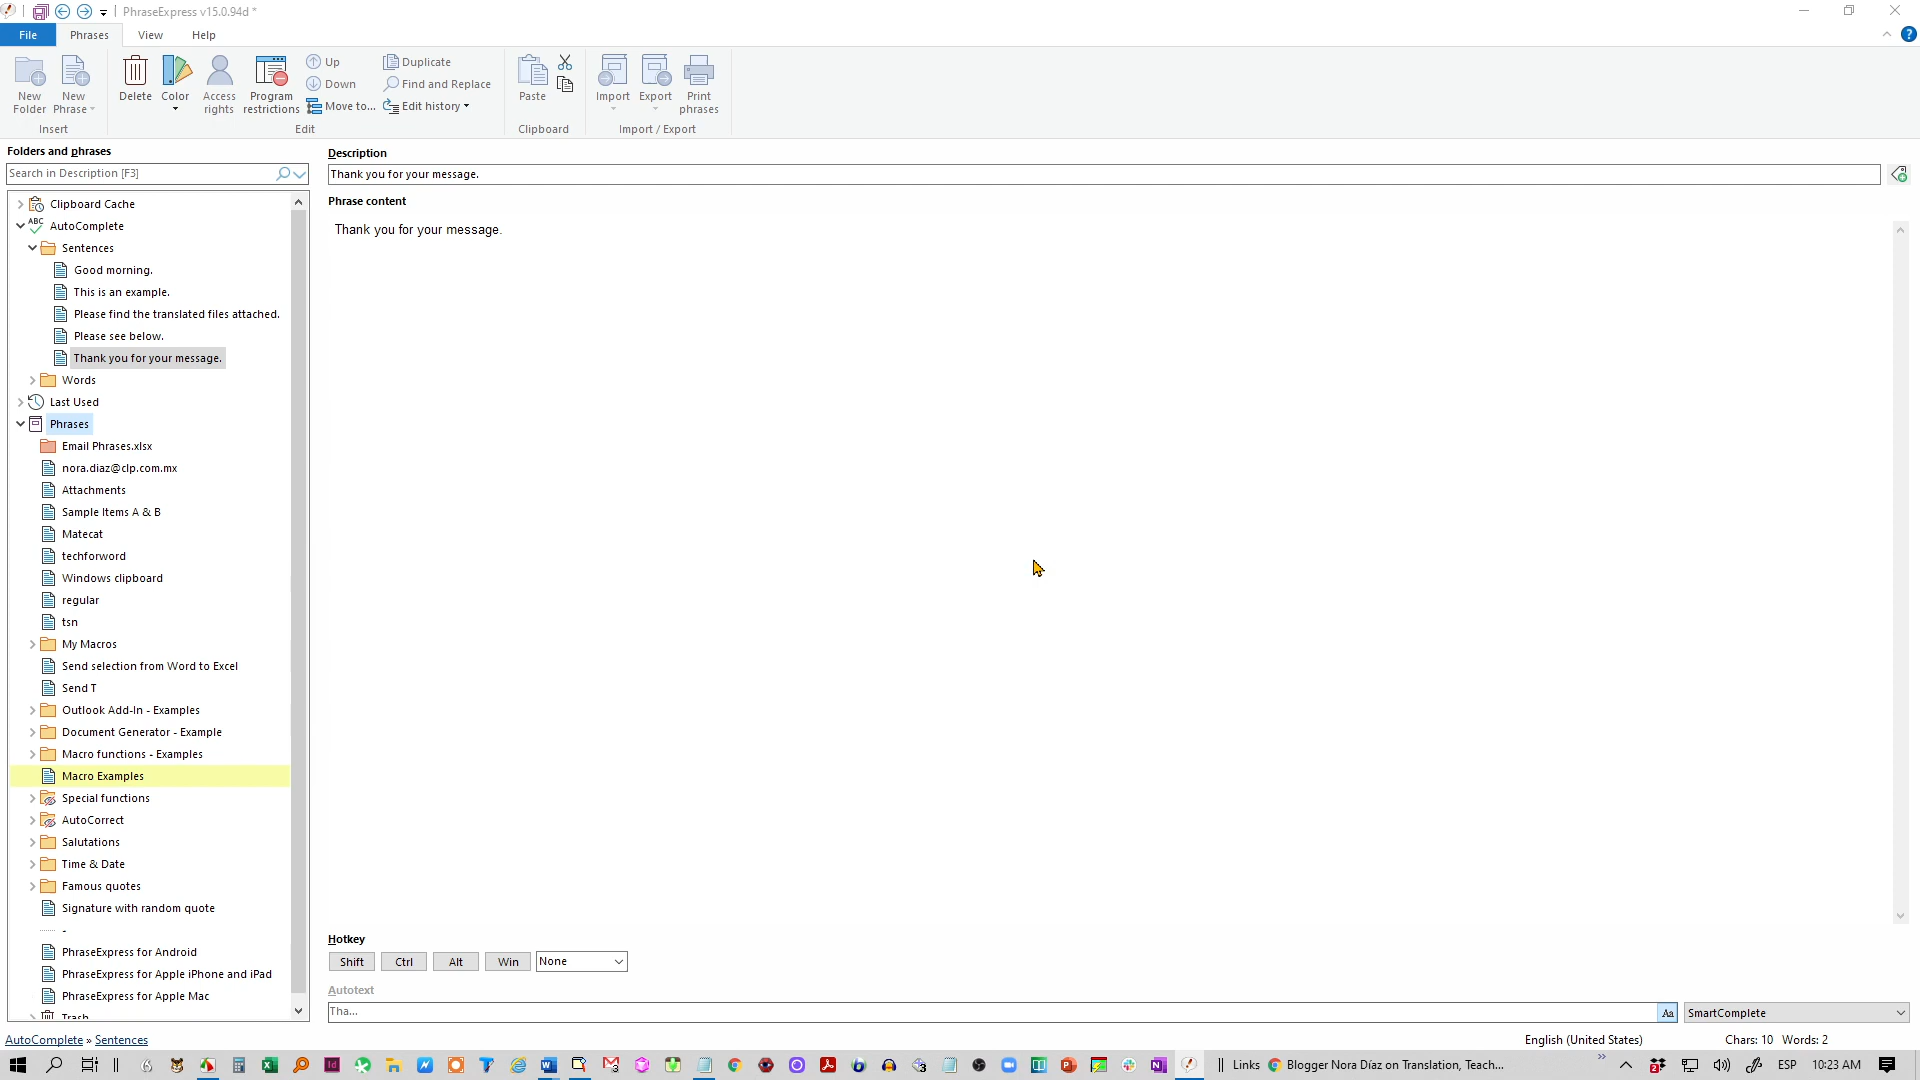 PhraseExpress v15.0.94d *
File
Phrases
View
Help
New Folder
New Phrase
Delete
Color
Access rights
Program restrictions
Up
Down
Move to...
Duplicate
Find and Replace
Edit history
Paste
Import
Export
Print phrases
Insert
Edit
Clipboard
Import / Export
Folders and phrases
Search in Description [F3]
Clipboard Cache
ABC
AutoComplete
Sentences
Good morning.
This is an example.
Please find the translated files attached.
Please see below.
Thank you for your message.
Words
Last Used
Phrases
Email Phrases.xlsx
nora.diaz@clp.com.mx
Attachments
Sample Items A & B
Matecat
techforword
Windows clipboard
regular
tsn
My Macros
Send selection from Word to Excel
Send T
Outlook Add-In - Examples
Document Generator - Example
Macro functions - Examples
Macro Examples
Special functions
AutoCorrect
Salutations
Time & Date
Famous quotes
Signature with random quote
-
PhraseExpress for Android
PhraseExpress for Apple iPhone and iPad
PhraseExpress for Apple Mac
Trash
Description
Thank you for your message.
Phrase content
Thank you for your message.
Hotkey
Shift
Ctrl
Alt
Win
None
Autotext
Tha...
Aa
SmartComplete
AutoComplete » Sentences
English (United States)
Chars: 10 Words: 2
Links
Blogger Nora Díaz on Translation, Teach...
ESP
10:23 AM